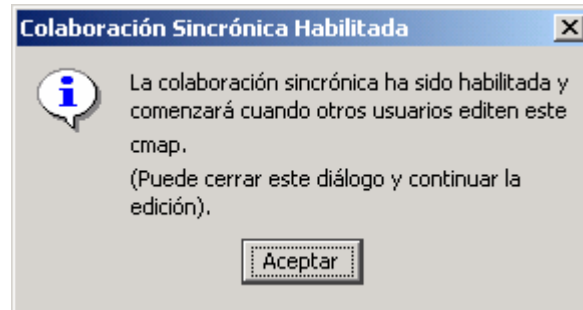 Colaboración Sincrónica Habilitada
La colaboración sincrónica ha sido habilitada y
comenzará cuando otros usuarios editen este
cmap.
(Puede cerrar este diálogo y continuar la
edición).
Aceptar